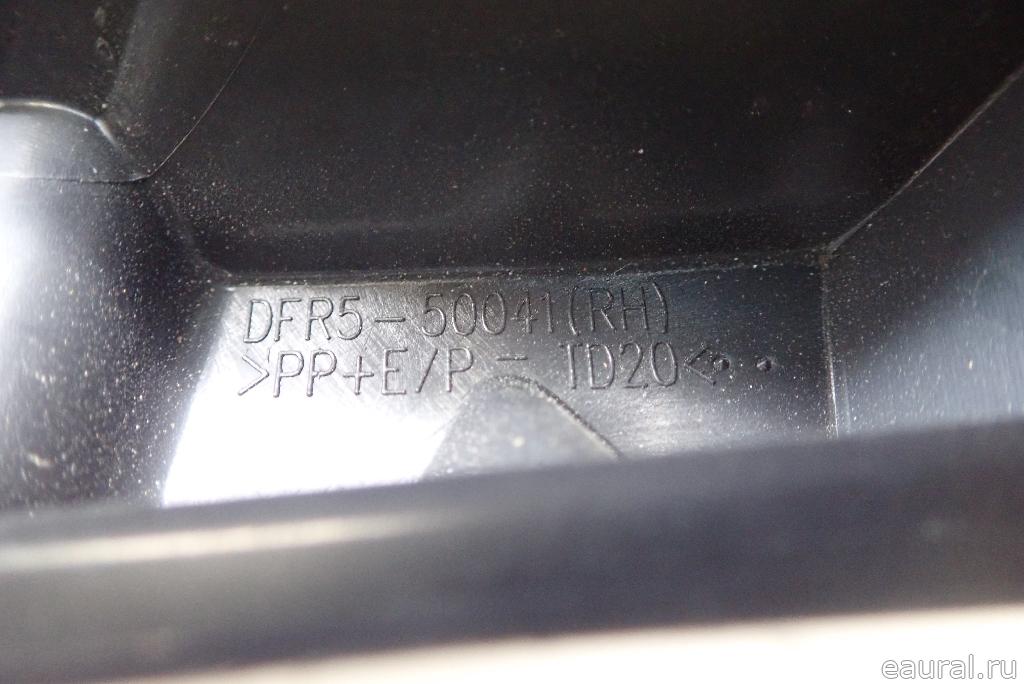 DFR5-50041(RH)
>PP+E/P-TD20<
eaural.ru